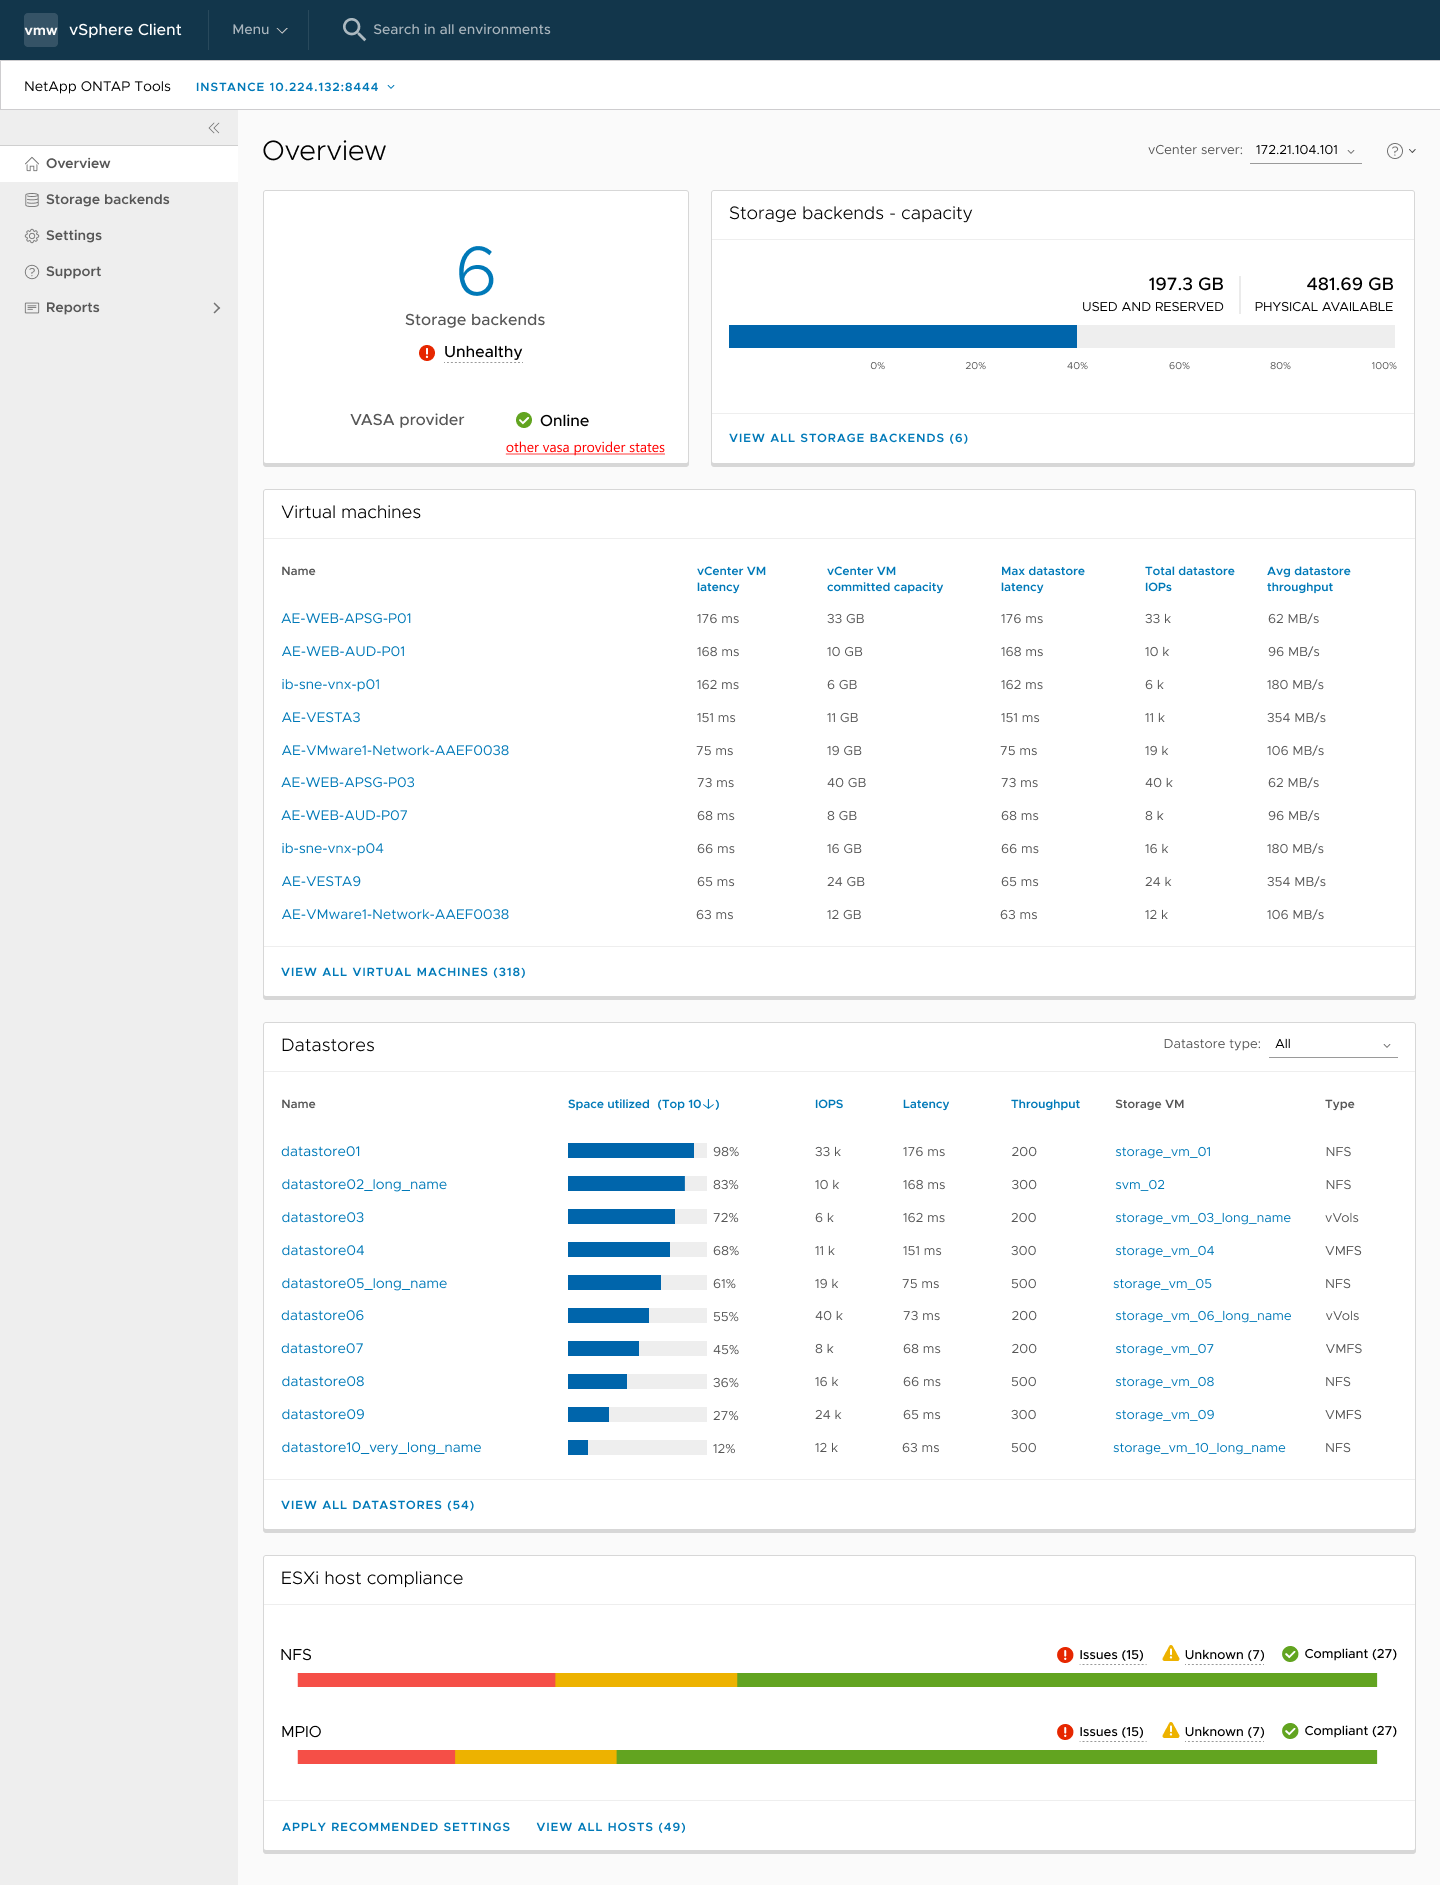 vmw vSphere Client Menu Search in all environments
NetApp ONTAP Tools INSTANCE 10.224.132:8444
Overview
Storage backends
Settings
Support
Reports
Overview
vCenter server: 172.21.104.101
6
Storage backends
Unhealthy
VASA provider Online
other vasa provider states
Storage backends - capacity
197.3 GB 481.69 GB
USED AND RESERVED PHYSICAL AVAILABLE
0% 20% 40% 60% 80% 100%
VIEW ALL STORAGE BACKENDS (6)
Virtual machines
Name vCenter VM vCenter VM Max datastore Total datastore Avg datastore
latency committed capacity latency IOPs throughput
AE-WEB-APSG-P01 176 ms 33 GB 176 ms 33 k 62 MB/s
AE-WEB-AUD-P01 168 ms 10 GB 168 ms 10 k 96 MB/s
ib-sne-vnx-p01 162 ms 6 GB 162 ms 6 k 180 MB/s
AE-VESTA3 151 ms 11 GB 151 ms 11 k 354 MB/s
AE-VMware1-Network-AAEF0038 75 ms 19 GB 75 ms 19 k 106 MB/s
AE-WEB-APSG-P03 73 ms 40 GB 73 ms 40 k 62 MB/s
AE-WEB-AUD-P07 68 ms 8 GB 68 ms 8 k 96 MB/s
ib-sne-vnx-p04 66 ms 16 GB 66 ms 16 k 180 MB/s
AE-VESTA9 65 ms 24 GB 65 ms 24 k 354 MB/s
AE-VMware1-Network-AAEF0038 63 ms 12 GB 63 ms 12 k 106 MB/s
VIEW ALL VIRTUAL MACHINES (318)
Datastores Datastore type: All
Name Space utilized (Top 10↓) IOPS Latency Throughput Storage VM Type
datastore01 98% 33 k 176 ms 200 storage_vm_01 NFS
datastore02_long_name 83% 10 k 168 ms 300 svm_02 NFS
datastore03 72% 6 k 162 ms 200 storage_vm_03_long_name vVols
datastore04 68% 11 k 151 ms 300 storage_vm_04 VMFS
datastore05_long_name 61% 19 k 75 ms 500 storage_vm_05 NFS
datastore06 55% 40 k 73 ms 200 storage_vm_06_long_name vVols
datastore07 45% 8 k 68 ms 200 storage_vm_07 VMFS
datastore08 36% 16 k 66 ms 500 storage_vm_08 NFS
datastore09 27% 24 k 65 ms 300 storage_vm_09 VMFS
datastore10_very_long_name 12% 12 k 63 ms 500 storage_vm_10_long_name NFS
VIEW ALL DATASTORES (54)
ESXi host compliance
NFS Issues (15) Unknown (7) Compliant (27)
MPIO Issues (15) Unknown (7) Compliant (27)
APPLY RECOMMENDED SETTINGS VIEW ALL HOSTS (49)